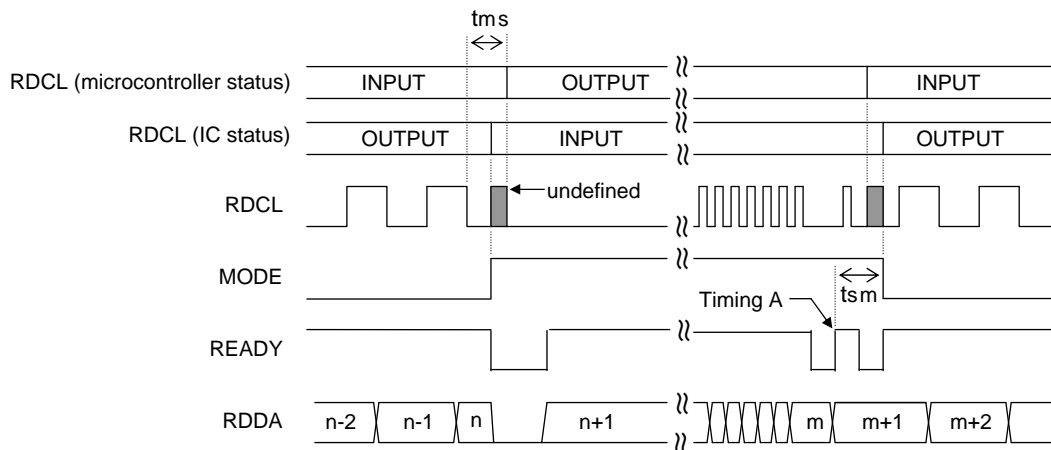 tms
RDCL (microcontroller status) INPUT OUTPUT INPUT
RDCL (IC status) OUTPUT INPUT OUTPUT
RDCL undefined
MODE
Timing A tsm
READY
RDDA n-2 n-1 n n+1 m m+1 m+2